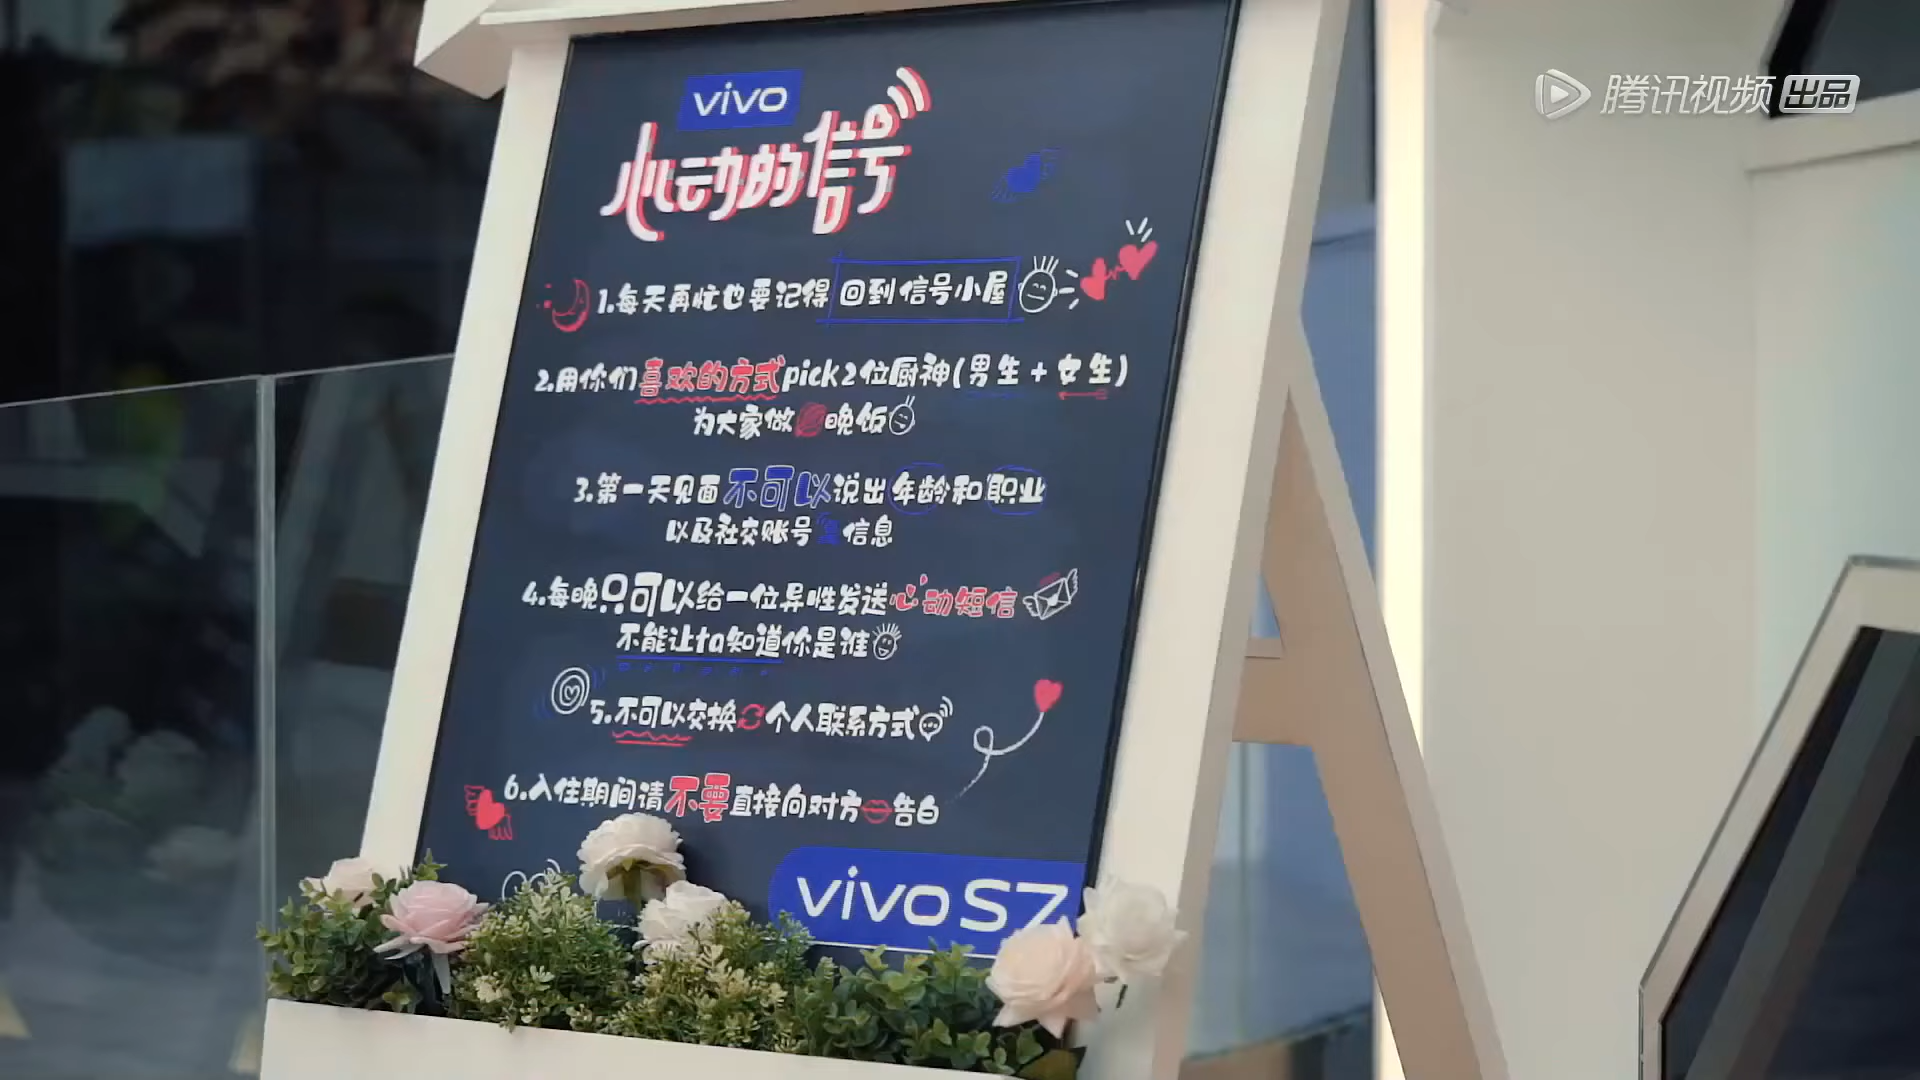 腾讯视频 出品
vivo
心动的信号
1.每天再忙也要记得回到信号小屋
2.用你们喜欢的方式pick2位厨神(男生+女生)
为大家做晚饭
3.第一天见面不可以说出年龄和职业
以及社交账号信息
4.每晚只可以给一位异性发送心动短信
不能让ta知道你是谁
5.不可以交换个人联系方式
6.入住期间请不要直接向对方告白
vivo S7